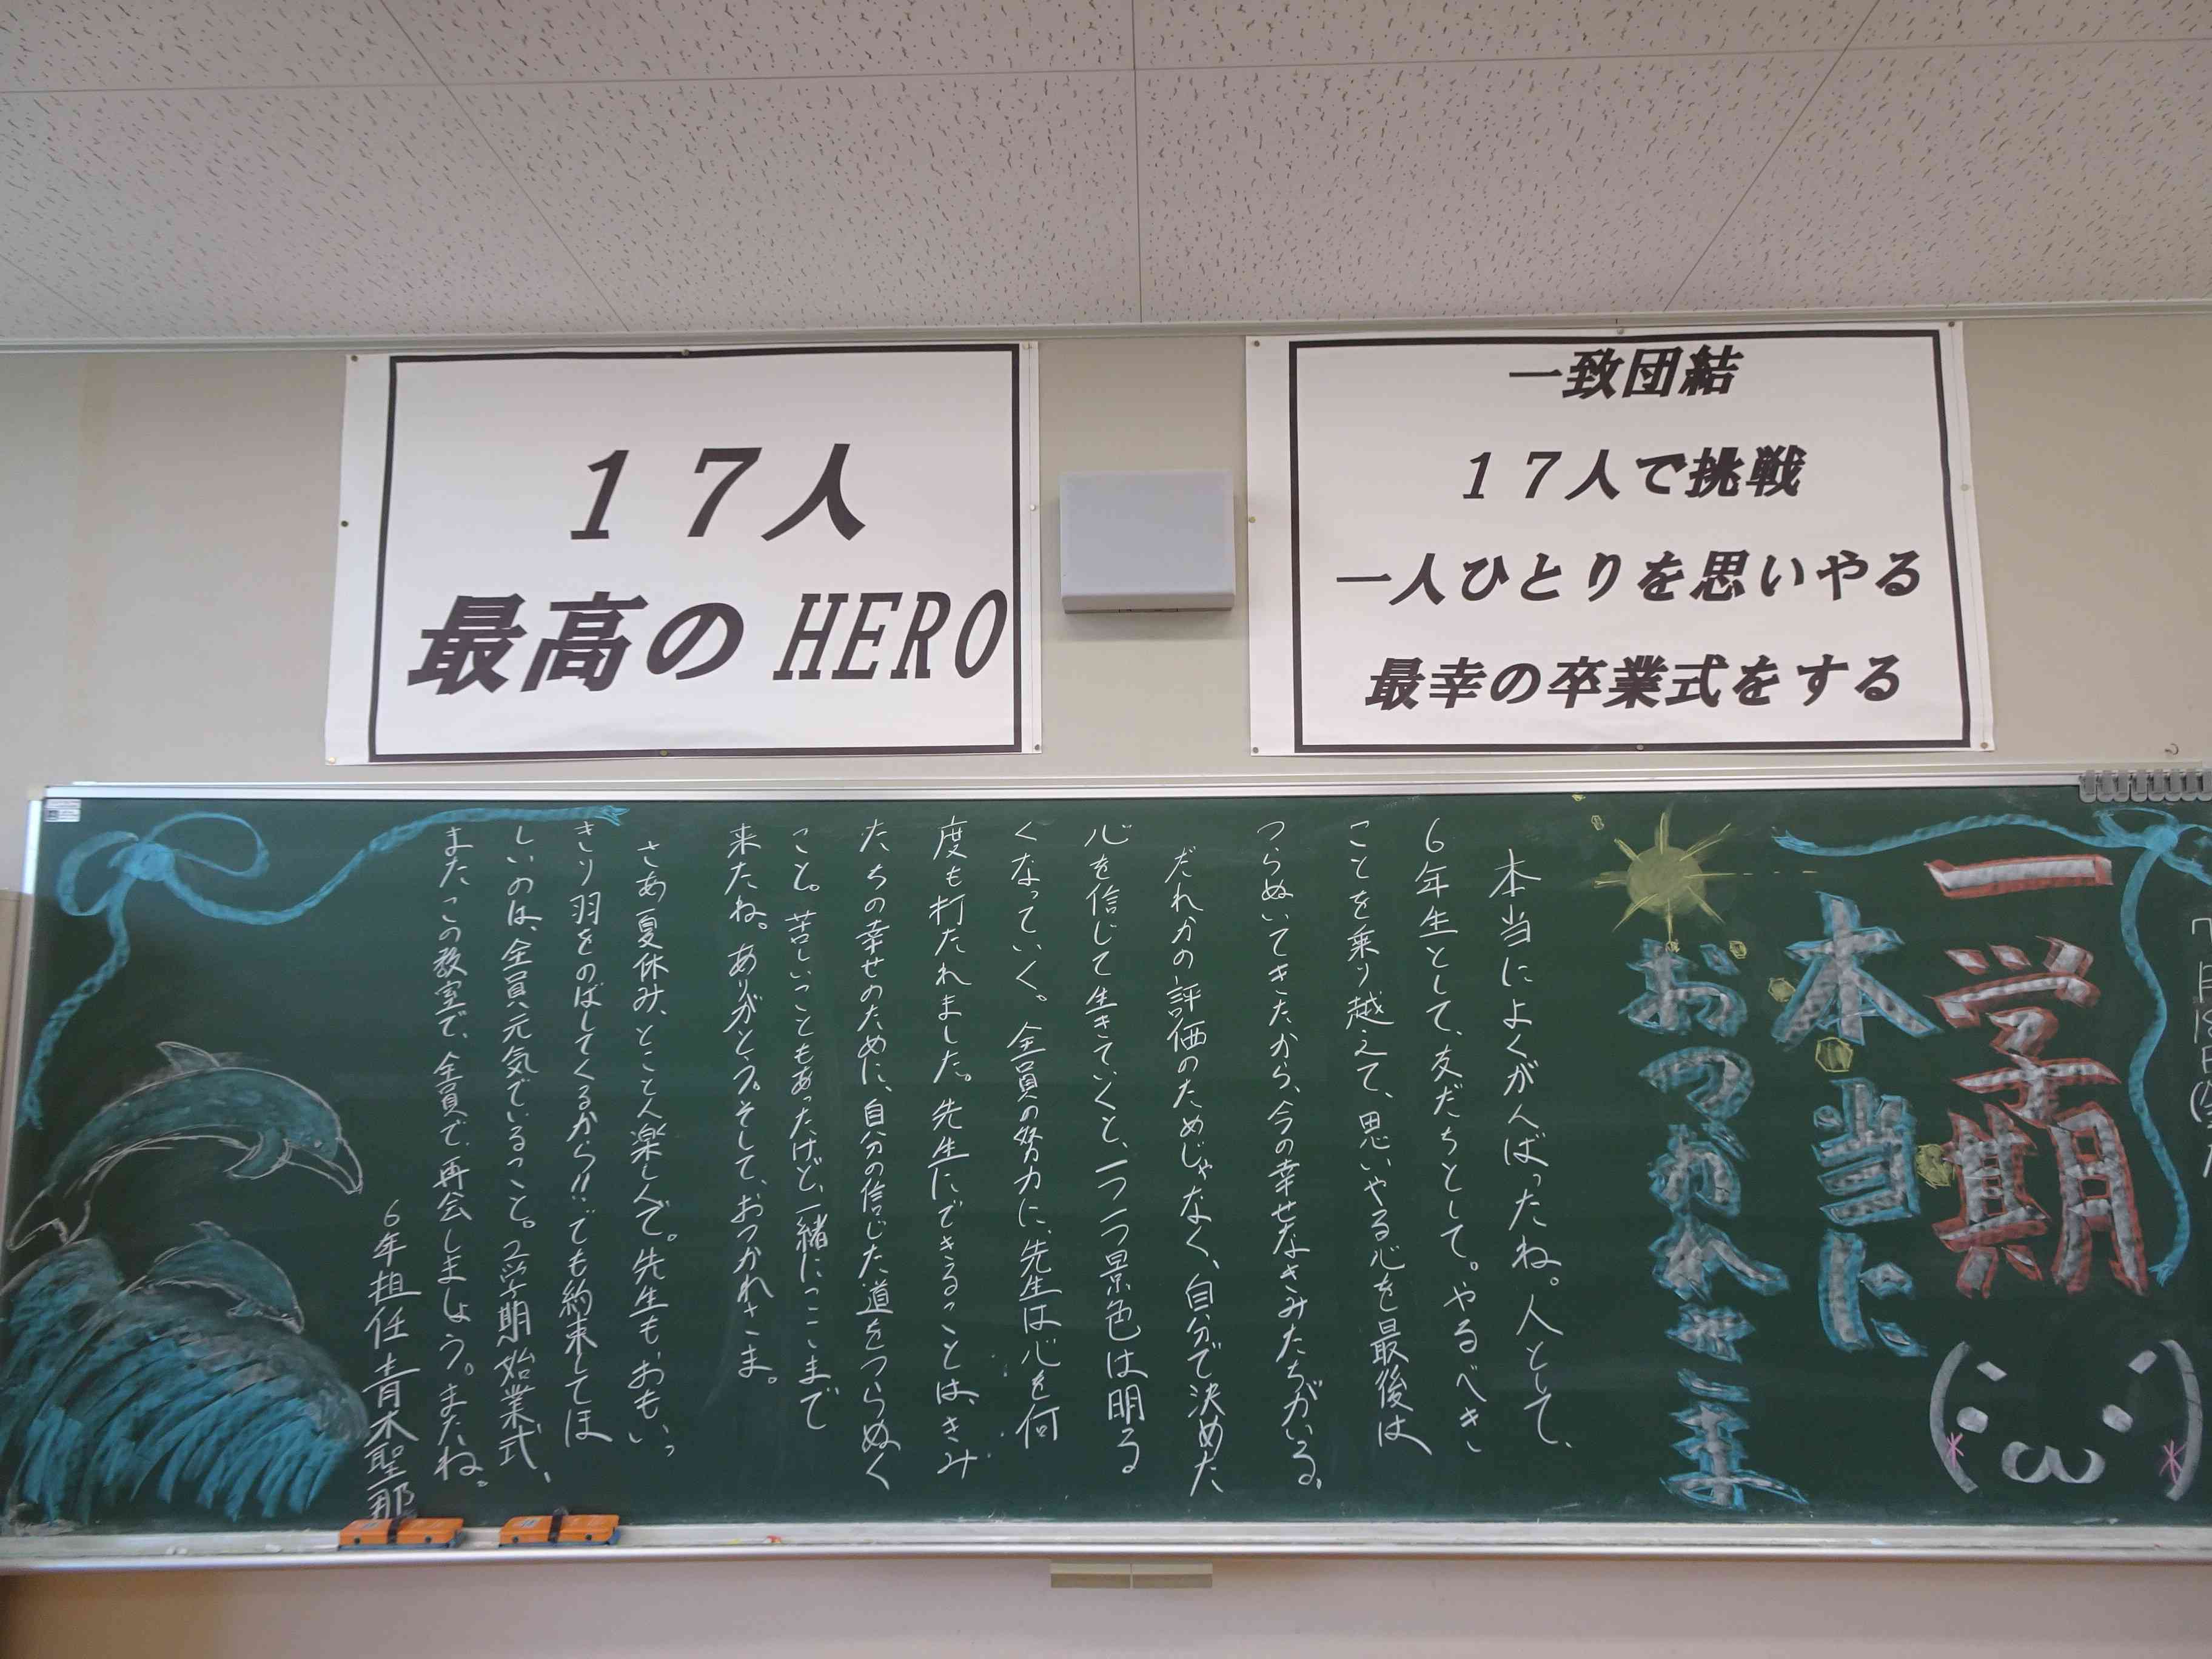 17人
最高の HERO
一致団結
17人で挑戦
一人ひとりを思いやる
最幸の卒業式をする
一学期
本当に
おつかれさま
本当によくがんばったね。人として、
6年生として、友だちとして。やるべき
ことを乗り越えて、思いやる心を最後は
つらぬいてきたから、今の幸せなきみたちがいる。
だれかの評価のためじゃなく、自分で決めた
心を信じて生きていくと、一つ一つ景色は明る
くなっていく。全員の努力に、先生は心を何
度も打たれました。先生にできることは、きみ
たちの幸せのために、自分の信じた道をつらぬく
こと。苦しいこともあったけど、一緒にここまで
来たね。ありがとう。そして、おつかれさま。
さあ夏休み、とことん楽しんで。先生も、おもいっ
きり羽をのばしてくるから!!でも約束してほ
しいのは、全員元気でいること。2学期始業式、
またこの教室で、全員で、再会しましょう。またね。
6年担任 青木聖那